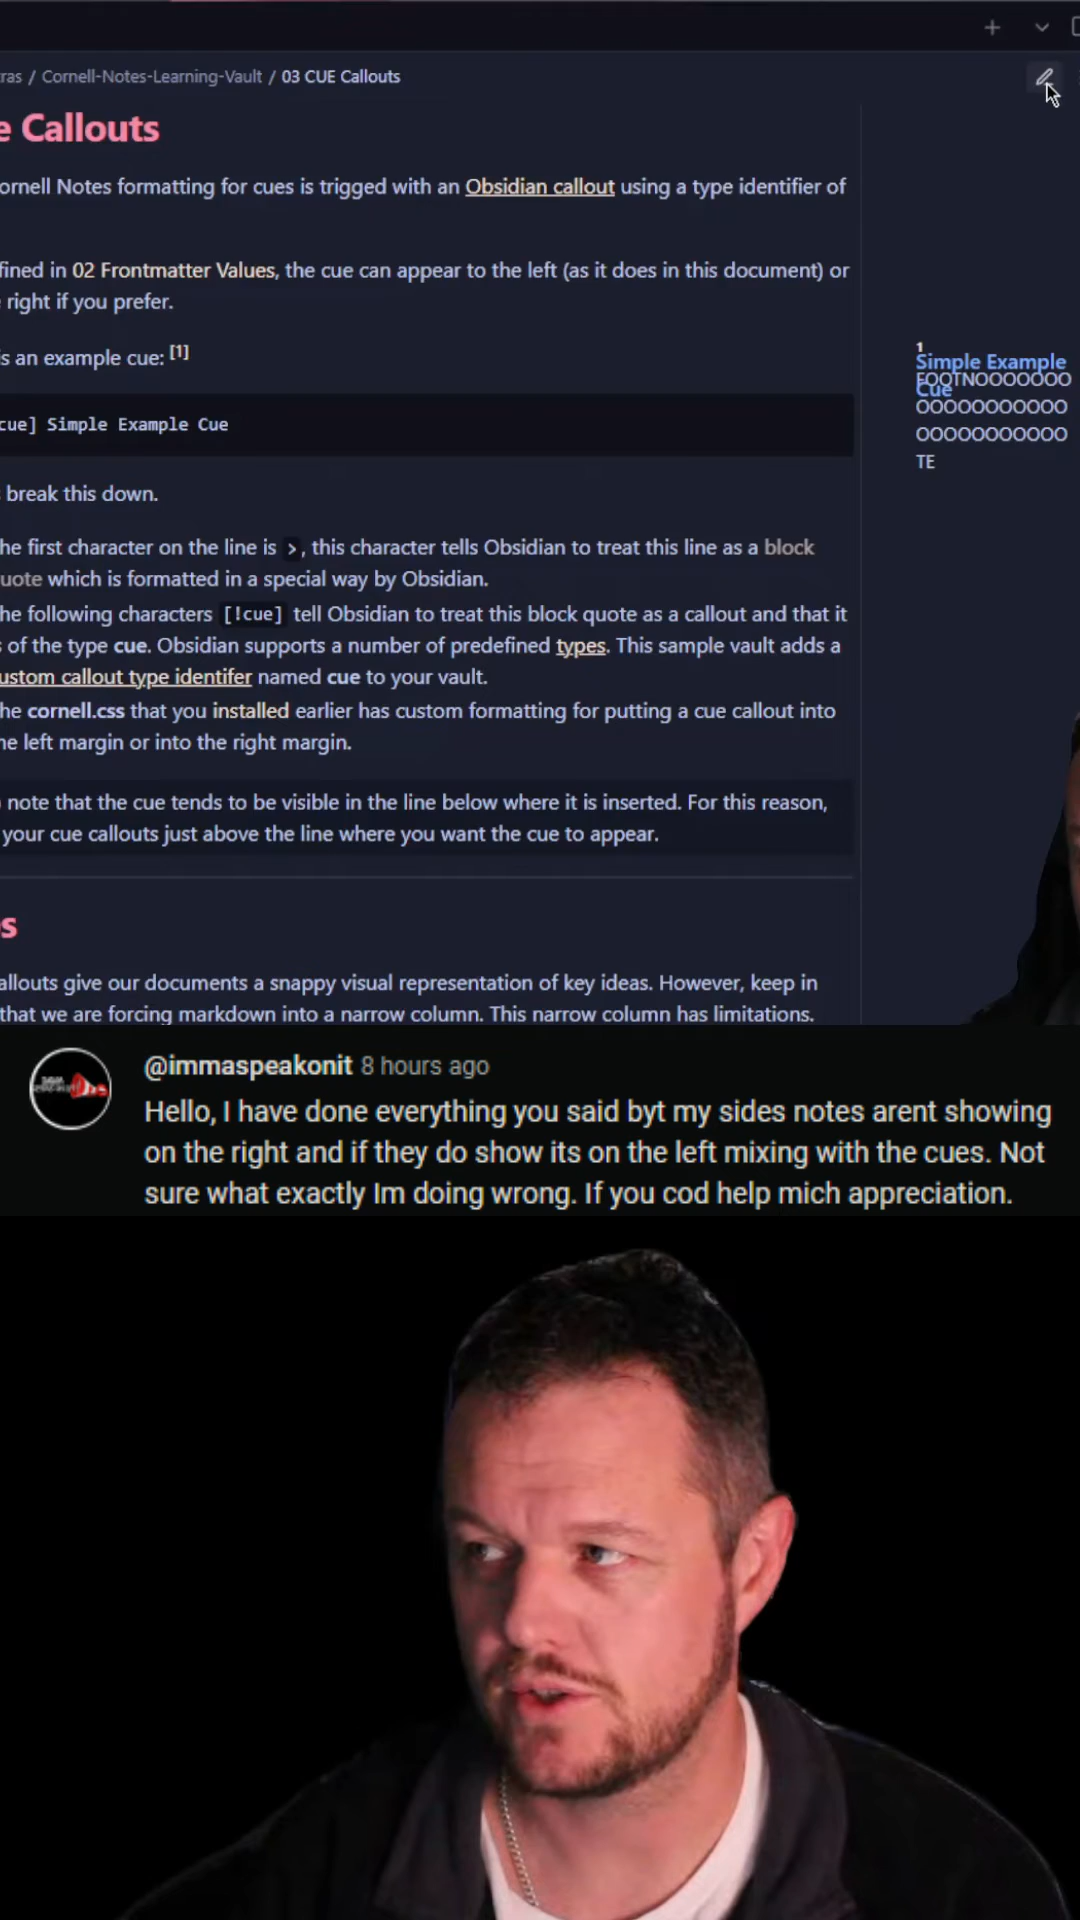 ras / Cornell-Notes-Learning-Vault / 03 CUE Callouts
e Callouts
ornell Notes formatting for cues is trigged with an Obsidian callout using a type identifier of
fined in 02 Frontmatter Values, the cue can appear to the left (as it does in this document) or
right if you prefer.
is an example cue: [1]
1
Simple Example
Cue
FOOTNOOOOOOO
OOOOOOOOOOO
OOOOOOOOOOO
TE
cue] Simple Example Cue
break this down.
he first character on the line is >, this character tells Obsidian to treat this line as a block
uote which is formatted in a special way by Obsidian.
he following characters [!cue] tell Obsidian to treat this block quote as a callout and that it
s of the type cue. Obsidian supports a number of predefined types. This sample vault adds a
ustom callout type identifer named cue to your vault.
he cornell.css that you installed earlier has custom formatting for putting a cue callout into
he left margin or into the right margin.
note that the cue tends to be visible in the line below where it is inserted. For this reason,
your cue callouts just above the line where you want the cue to appear.
s
allouts give our documents a snappy visual representation of key ideas. However, keep in
that we are forcing markdown into a narrow column. This narrow column has limitations.
@immaspeakonit 8 hours ago
Hello, I have done everything you said byt my sides notes arent showing
on the right and if they do show its on the left mixing with the cues. Not
sure what exactly Im doing wrong. If you cod help mich appreciation.